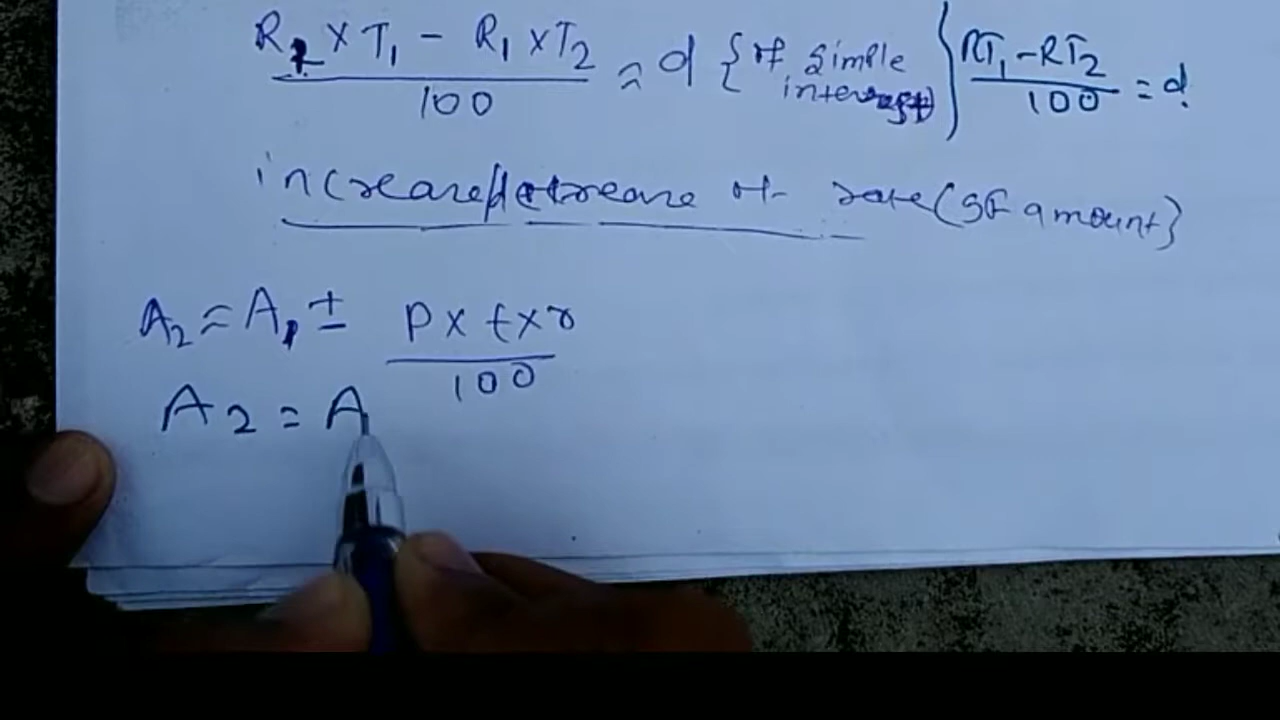 R₂ × T₁ - R₁ × T₂ / 100 = d { If simple interest } RT₁ - RT₂ / 100 = d
increase/decrease of rate (If amount}
A₂ = A₁ ± P × t × r / 100
A₂ = A